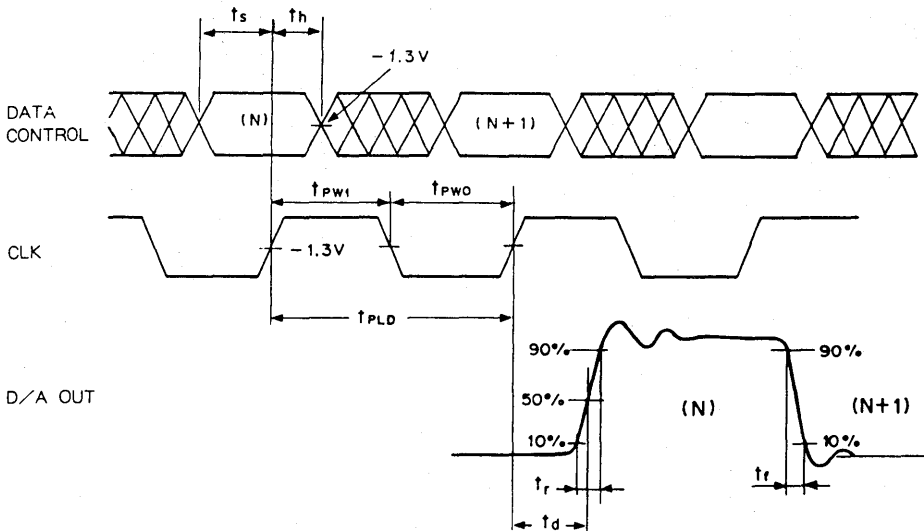 ts
th
-1.3V
DATA
CONTROL
(N)
(N+1)
tPW1
tPW0
CLK
-1.3V
tPLD
D/A OUT
90%
50%
10%
(N)
90%
10%
(N+1)
tr
tf
td